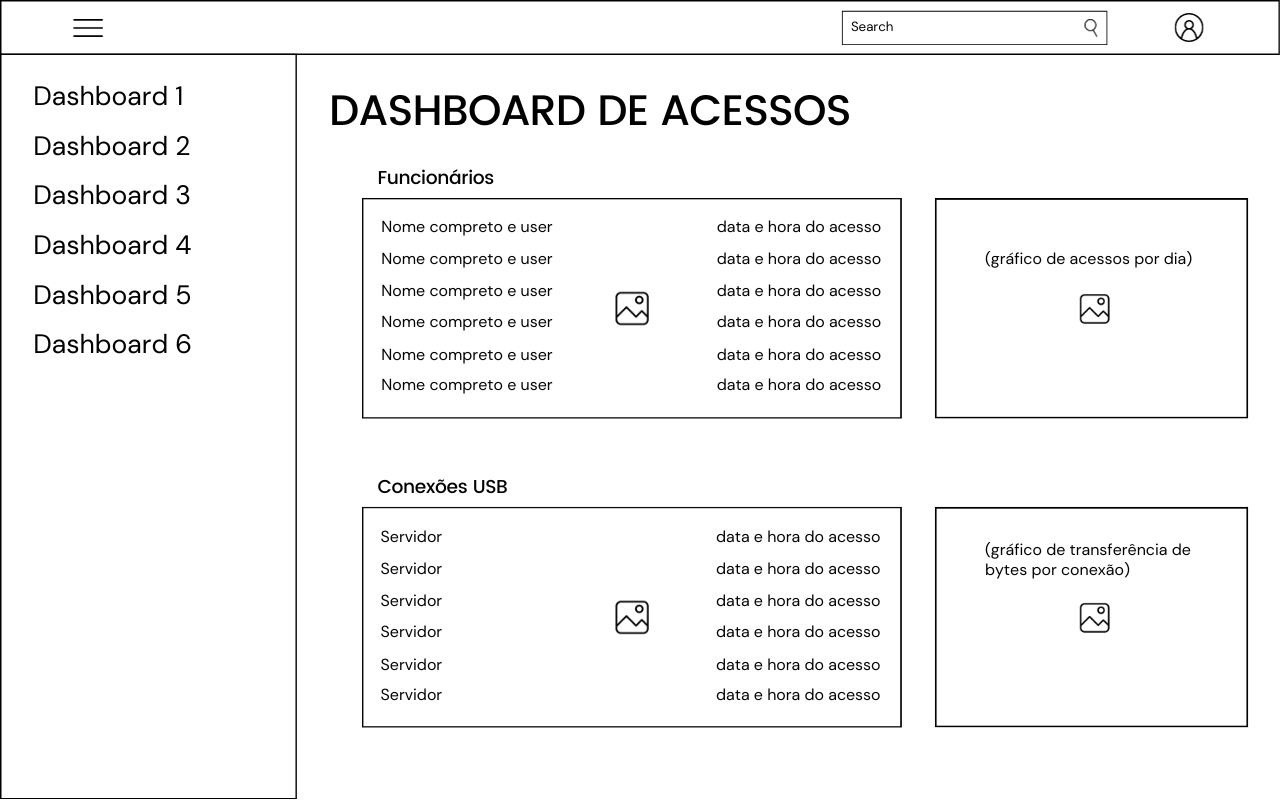 Search
Dashboard 1
Dashboard 2
Dashboard 3
Dashboard 4
Dashboard 5
Dashboard 6
DASHBOARD DE ACESSOS
Funcionários
Nome compreto e user data e hora do acesso
Nome compreto e user data e hora do acesso
Nome compreto e user data e hora do acesso
Nome compreto e user data e hora do acesso
Nome compreto e user data e hora do acesso
Nome compreto e user data e hora do acesso
(gráfico de acessos por dia)
Conexões USB
Servidor data e hora do acesso
Servidor data e hora do acesso
Servidor data e hora do acesso
Servidor data e hora do acesso
Servidor data e hora do acesso
Servidor data e hora do acesso
(gráfico de transferência de
bytes por conexão)